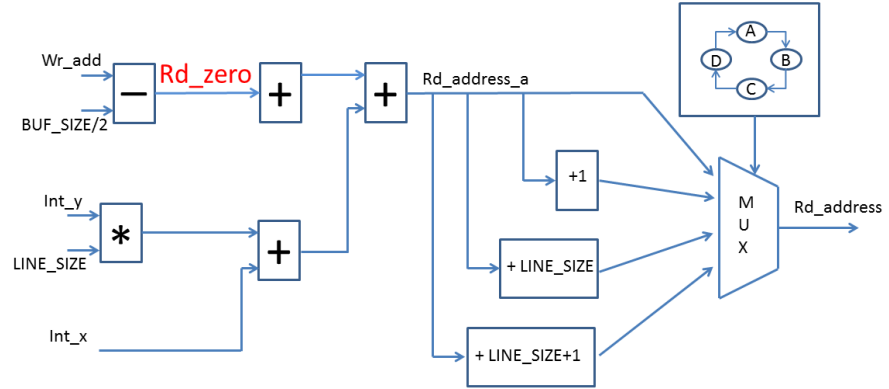 Wr_add
BUF_SIZE/2
−
Rd_zero
+
+
Rd_address_a
A
B
C
D
Int_y
LINE_SIZE
*
+
Int_x
+1
+ LINE_SIZE
+ LINE_SIZE+1
M
U
X
Rd_address